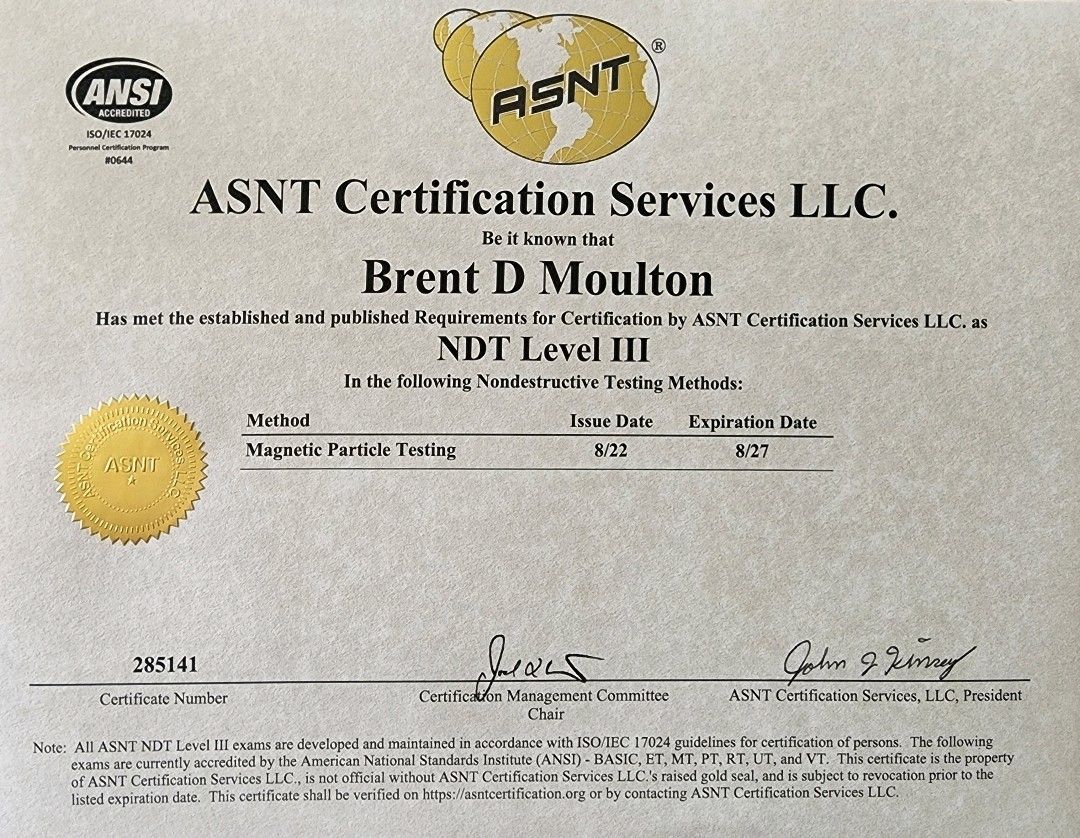 ASNT ®
ANSI
ACCREDITED
ISO/IEC 17024
Personnel Certification Program
#0644
ASNT Certification Services LLC.
Be it known that
Brent D Moulton
Has met the established and published Requirements for Certification by ASNT Certification Services LLC. as
NDT Level III
In the following Nondestructive Testing Methods:
Method Issue Date Expiration Date
Magnetic Particle Testing 8/22 8/27
ASNT Certification Services, LLC
ASNT
285141 John J Kinsey
Certificate Number Certification Management Committee ASNT Certification Services, LLC, President
Chair
Note: All ASNT NDT Level III exams are developed and maintained in accordance with ISO/IEC 17024 guidelines for certification of persons. The following
exams are currently accredited by the American National Standards Institute (ANSI) - BASIC, ET, MT, PT, RT, UT, and VT. This certificate is the property
of ASNT Certification Services LLC., is not official without ASNT Certification Services LLC.'s raised gold seal, and is subject to revocation prior to the
listed expiration date. This certificate shall be verified on https://asntcertification.org or by contacting ASNT Certification Services LLC.